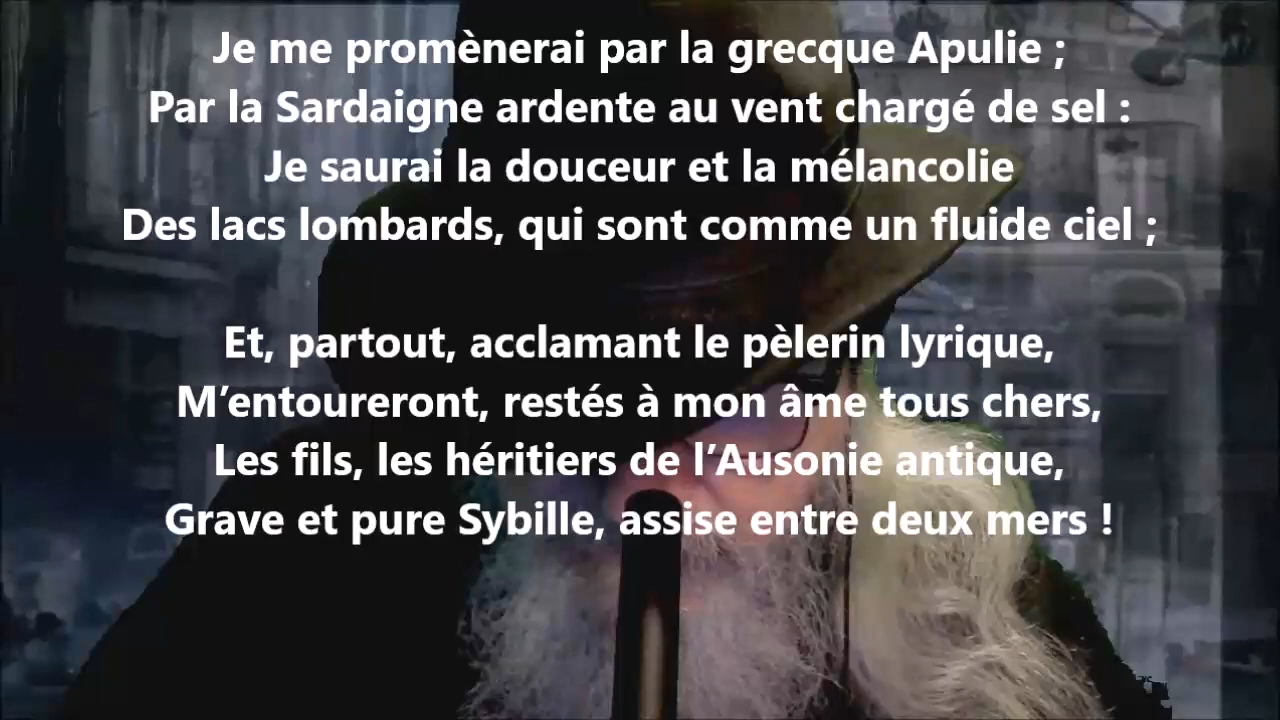 Je me promènerai par la grecque Apulie ;
Par la Sardaigne ardente au vent chargé de sel :
Je saurai la douceur et la mélancolie
Des lacs lombards, qui sont comme un fluide ciel ;
Et, partout, acclamant le pèlerin lyrique,
M’entoureront, restés à mon âme tous chers,
Les fils, les héritiers de l’Ausonie antique,
Grave et pure Sybille, assise entre deux mers !